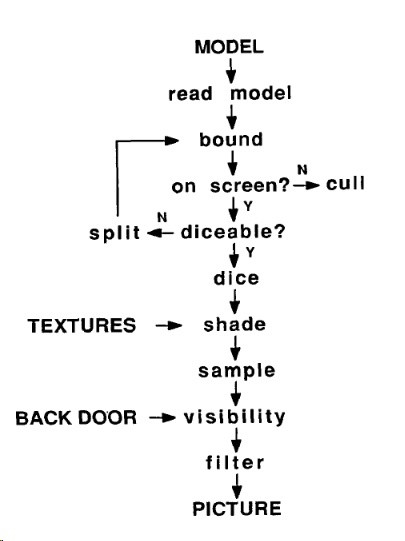 MODEL
read model
bound
N
on screen? cull
Y
N
split diceable?
Y
dice
TEXTURES shade
sample
BACK DOOR visibility
filter
PICTURE